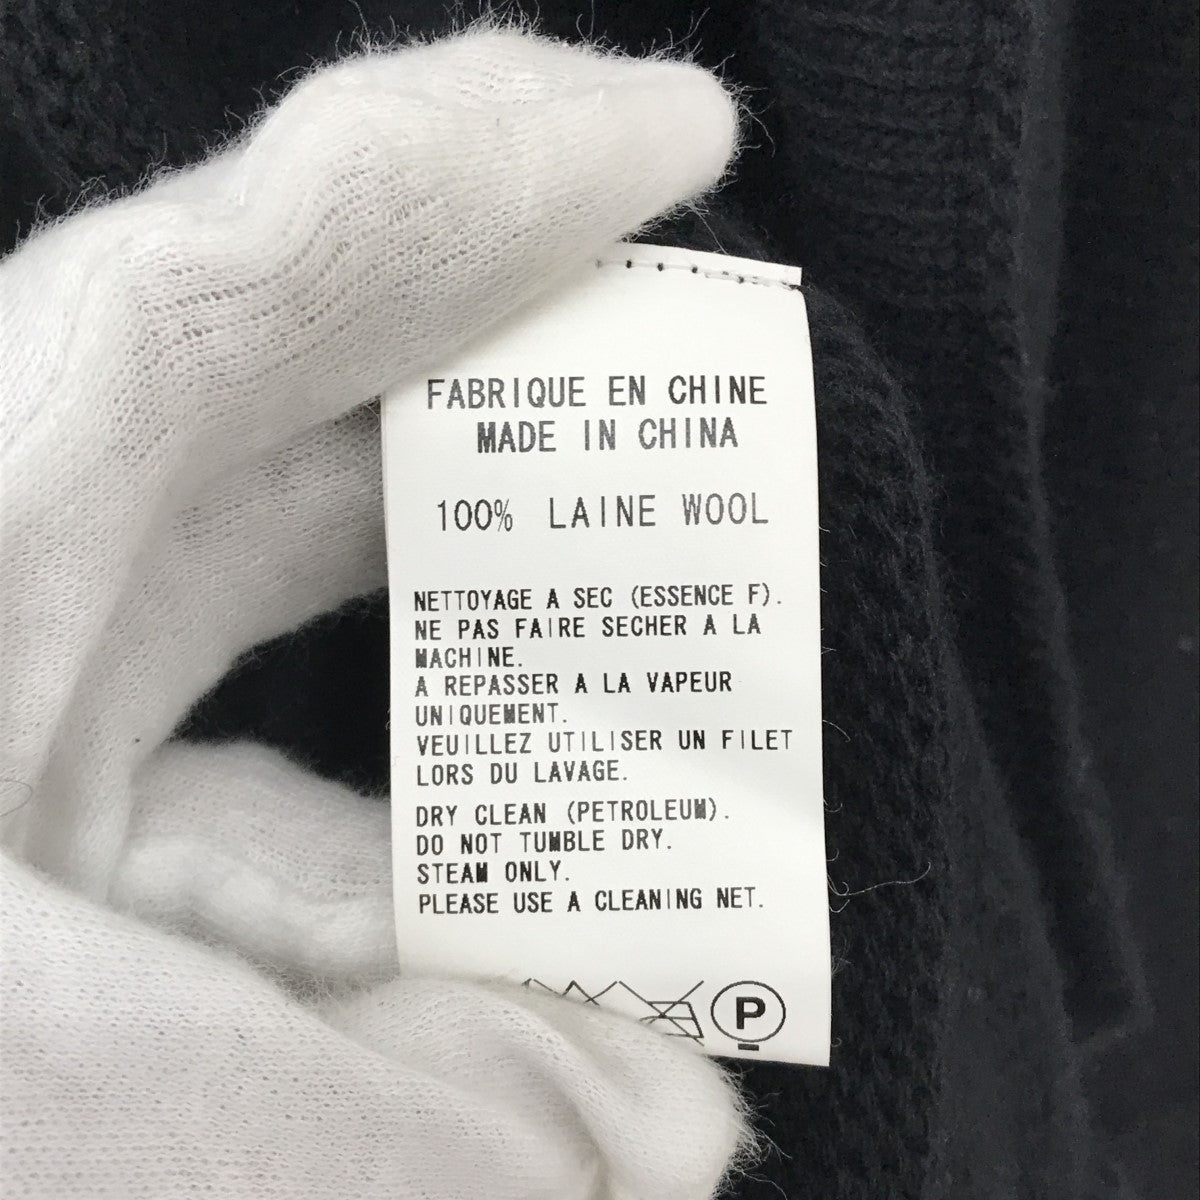 FABRIQUE EN CHINE
MADE IN CHINA
100% LAINE WOOL
NETTOYAGE A SEC (ESSENCE F).
NE PAS FAIRE SECHER A LA
MACHINE.
A REPASSER A LA VAPEUR
UNIQUEMENT.
VEUILLEZ UTILISER UN FILET
LORS DU LAVAGE.
DRY CLEAN (PETROLEUM).
DO NOT TUMBLE DRY.
STEAM ONLY.
PLEASE USE A CLEANING NET.
P